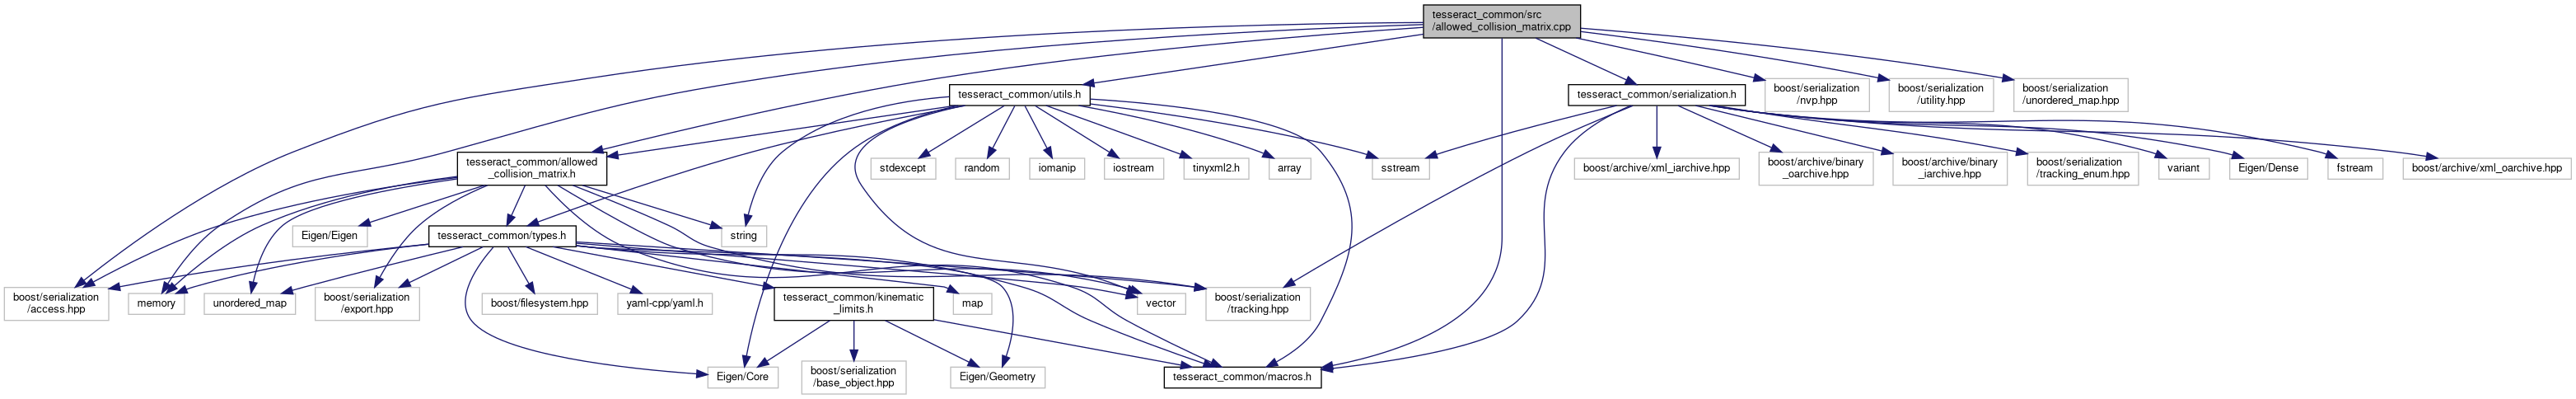 tesseract_common/src
/allowed_collision_matrix.cpp
tesseract_common/utils.h
tesseract_common/serialization.h
boost/serialization
/nvp.hpp
boost/serialization
/utility.hpp
boost/serialization
/unordered_map.hpp
tesseract_common/allowed
_collision_matrix.h
stdexcept
random
iomanip
iostream
tinyxml2.h
array
sstream
boost/archive/xml_iarchive.hpp
boost/archive/binary
_oarchive.hpp
boost/archive/binary
_iarchive.hpp
boost/serialization
/tracking_enum.hpp
variant
Eigen/Dense
fstream
boost/archive/xml_oarchive.hpp
Eigen/Eigen
tesseract_common/types.h
string
boost/serialization
/access.hpp
memory
unordered_map
boost/serialization
/export.hpp
boost/filesystem.hpp
yaml-cpp/yaml.h
tesseract_common/kinematic
_limits.h
map
vector
boost/serialization
/tracking.hpp
Eigen/Core
boost/serialization
/base_object.hpp
Eigen/Geometry
tesseract_common/macros.h